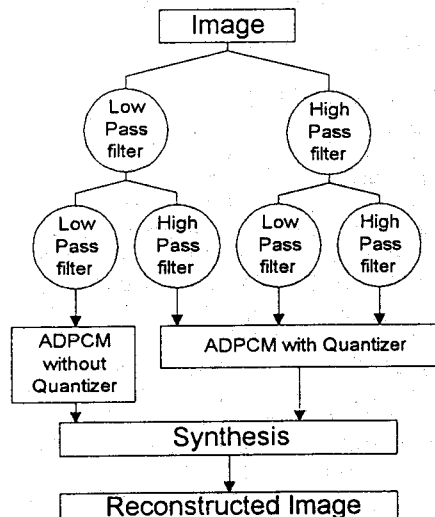 Image
Low
Pass
filter
High
Pass
filter
Low
Pass
filter
High
Pass
filter
Low
Pass
filter
High
Pass
filter
ADPCM
without
Quantizer
ADPCM with Quantizer
Synthesis
Reconstructed Image